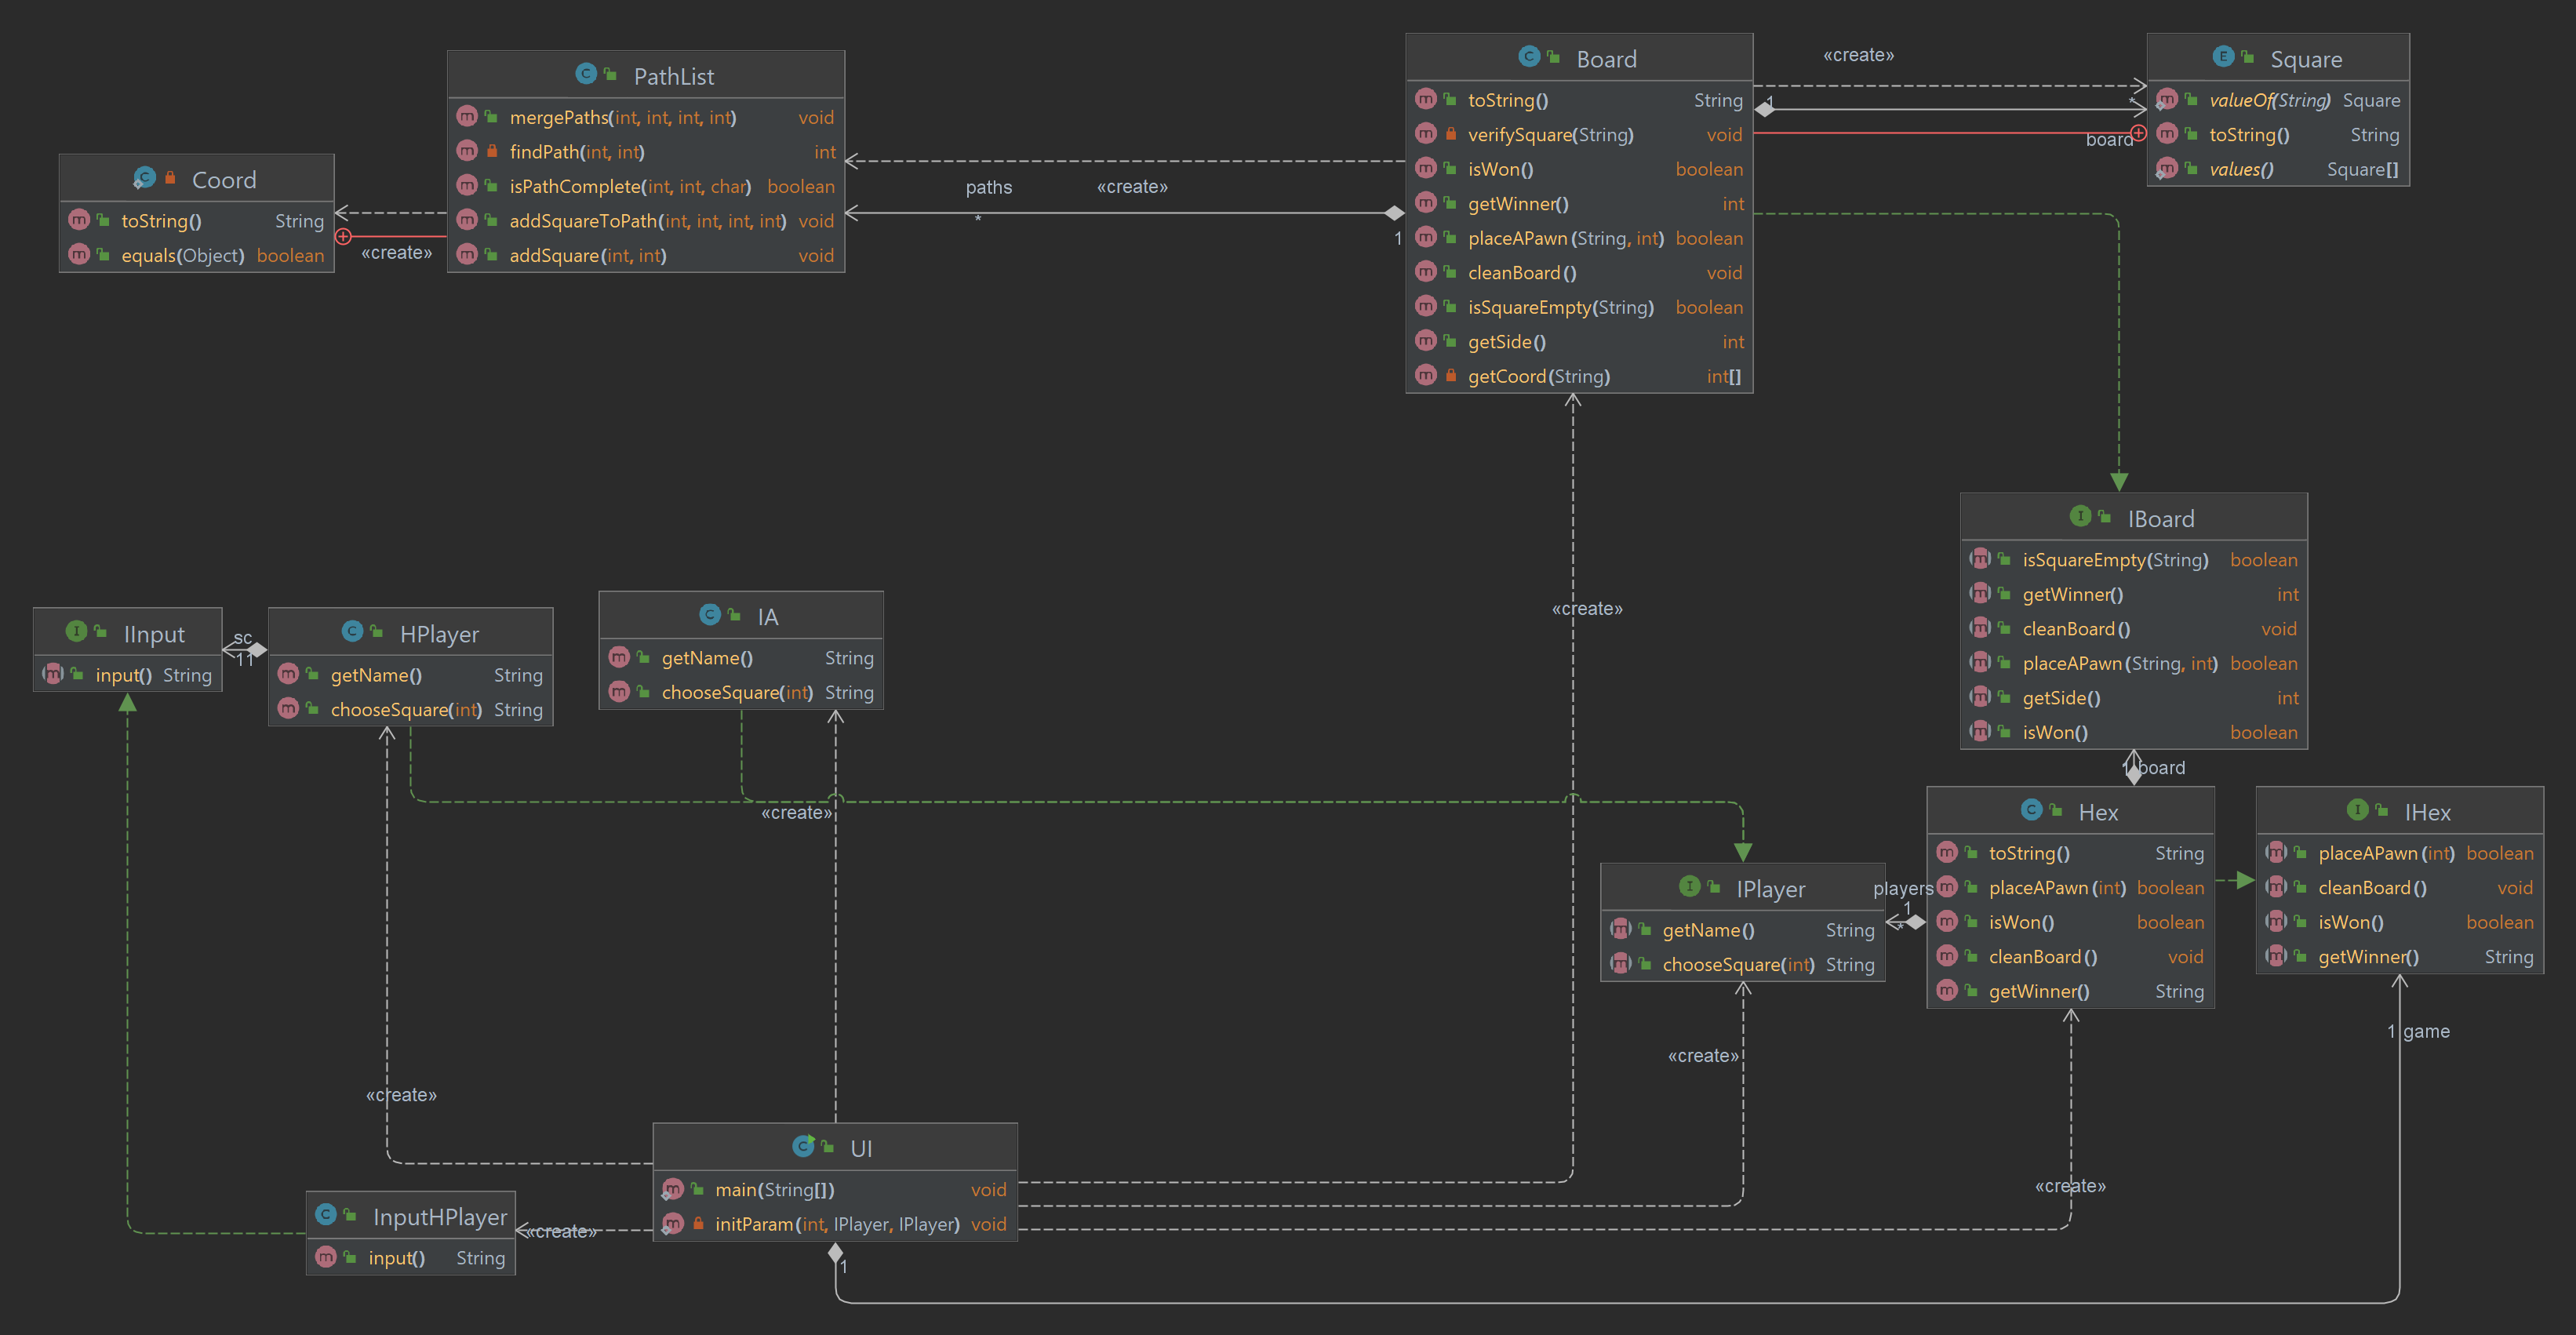 PathList
mergePaths(int, int, int, int) void
findPath(int, int) int
isPathComplete(int, int, char) boolean
addSquareToPath(int, int, int, int) void
addSquare(int, int) void
Coord
toString() String
equals(Object) boolean
«create»
paths
«create»
*
1
Board
toString() String
verifySquare(String) void
isWon() boolean
getWinner() int
placeAPawn(String, int) boolean
cleanBoard() void
isSquareEmpty(String) boolean
getSide() int
getCoord(String) int[]
«create»
1
*
board
Square
valueOf(String) Square
toString() String
values() Square[]
IBoard
isSquareEmpty(String) boolean
getWinner() int
cleanBoard() void
placeAPawn(String, int) boolean
getSide() int
isWon() boolean
IInput
input() String
sc
11
HPlayer
getName() String
chooseSquare(int) String
IA
getName() String
chooseSquare(int) String
«create»
«create»
1 board
Hex
toString() String
placeAPawn(int) boolean
isWon() boolean
cleanBoard() void
getWinner() String
IHex
placeAPawn(int) boolean
cleanBoard() void
isWon() boolean
getWinner() String
IPlayer
getName() String
chooseSquare(int) String
players
1
*
1 game
«create»
«create»
«create»
UI
main(String[]) void
initParam(int, IPlayer, IPlayer) void
1
InputHPlayer
input() String
«create»